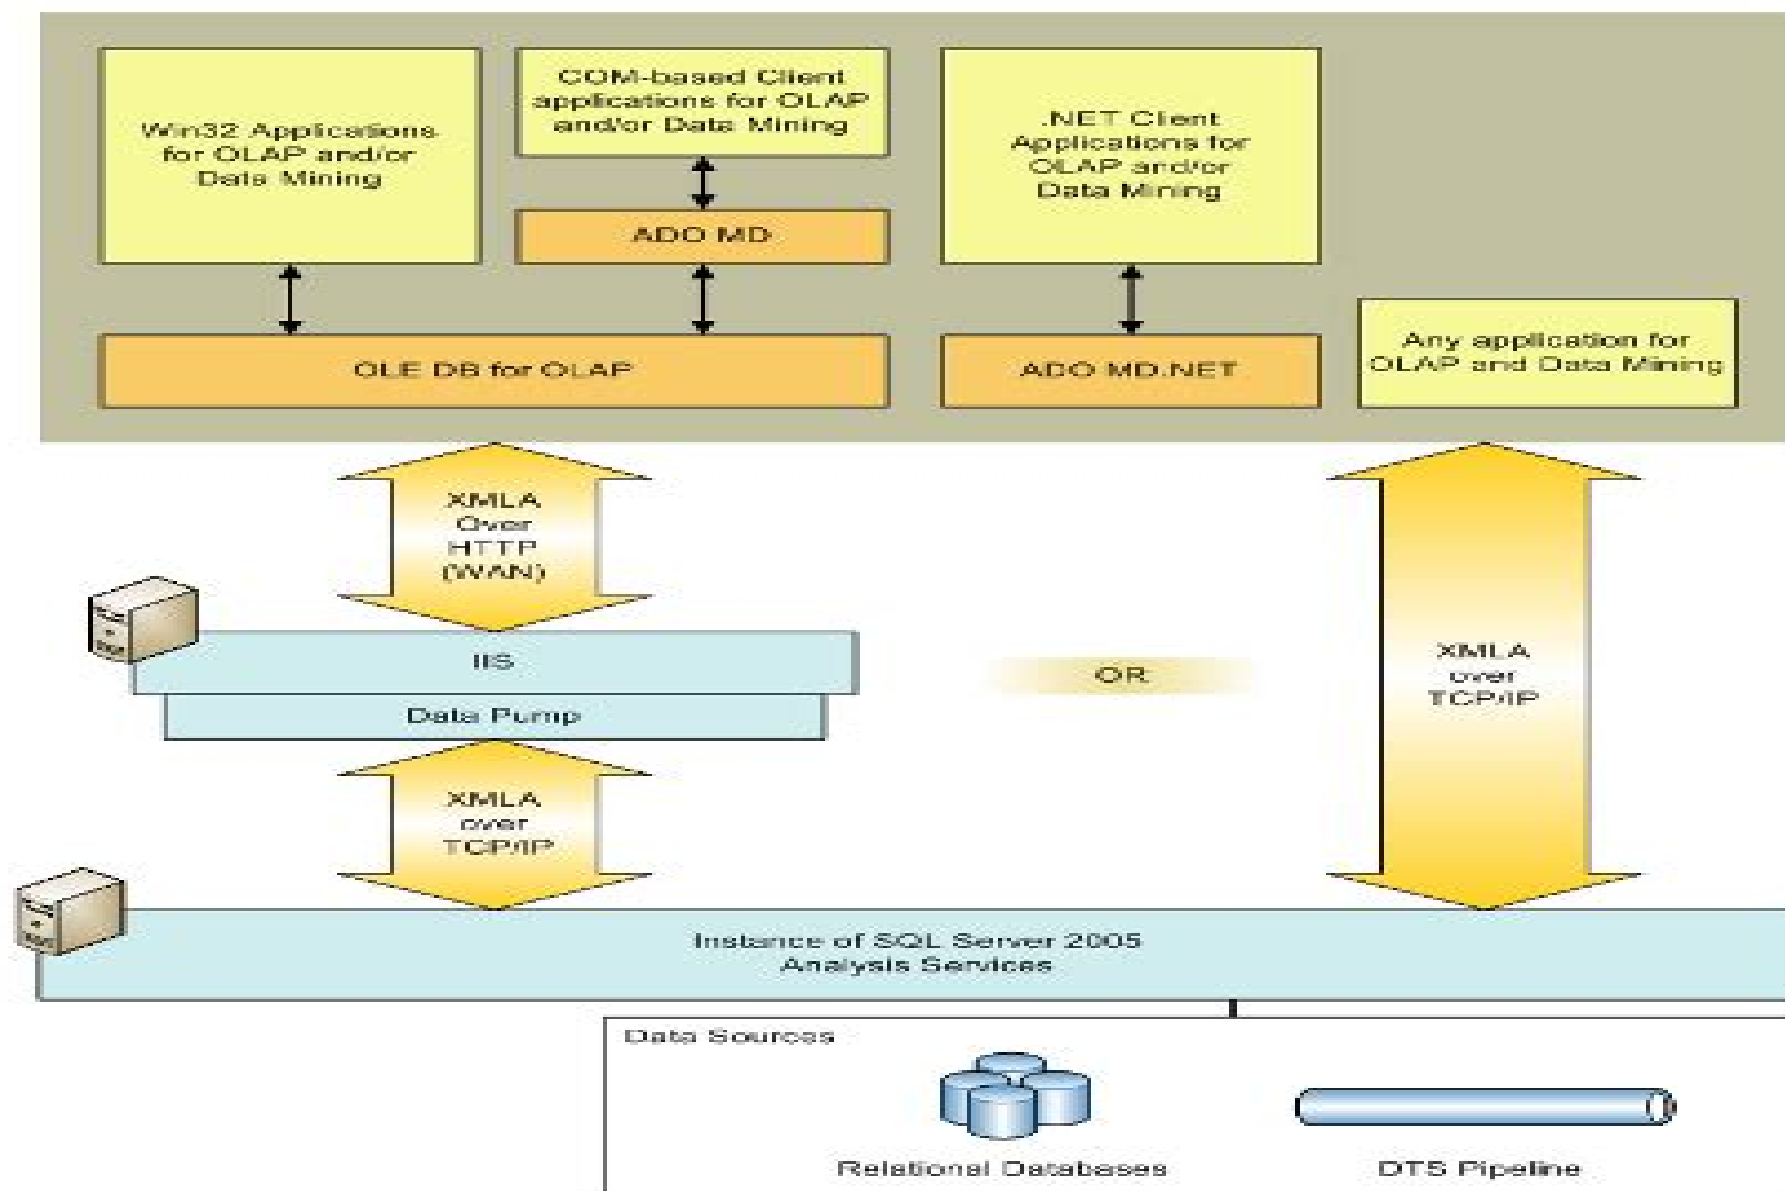 Win32 Applications
for OLAP and/or
Data Mining
COM-based Client
applications for OLAP
and/or Data Mining
ADO MD
.NET Client
Applications for
OLAP and/or
Data Mining
OLE DB for OLAP
ADO MD.NET
Any application for
OLAP and Data Mining
XMLA
Over
HTTP
(WAN)
IIS
Data Pump
OR
XMLA
over
TCP/IP
XMLA
over
TCP/IP
Instance of SQL Server 2005
Analysis Services
Data Sources
Relational Databases
DTS Pipeline